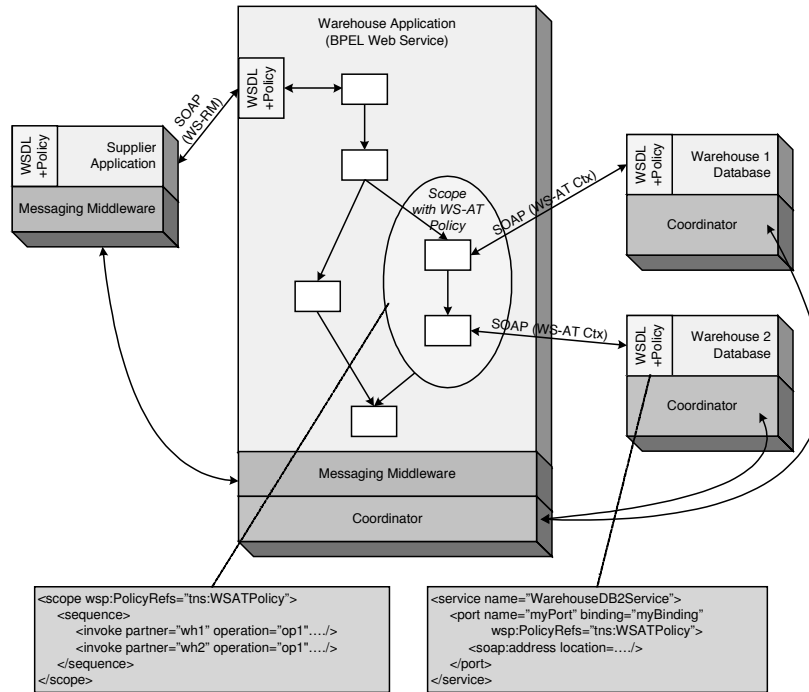 Warehouse Application
(BPEL Web Service)
WSDL
+Policy
SOAP
(WS-RM)
WSDL
+Policy
Supplier
Application
Messaging Middleware
Scope
with WS-AT
Policy
SOAP (WS-AT Ctx)
WSDL
+Policy
Warehouse 1
Database
Coordinator
SOAP (WS-AT Ctx)
WSDL
+Policy
Warehouse 2
Database
Coordinator
Messaging Middleware
Coordinator
<scope wsp:PolicyRefs="tns:WSATPolicy">
<sequence>
<invoke partner="wh1" operation="op1"…./>
<invoke partner="wh2" operation="op1"…./>
</sequence>
</scope>
<service name="WarehouseDB2Service">
<port name="myPort" binding="myBinding"
wsp:PolicyRefs="tns:WSATPolicy">
<soap:address location=…./>
</port>
</service>